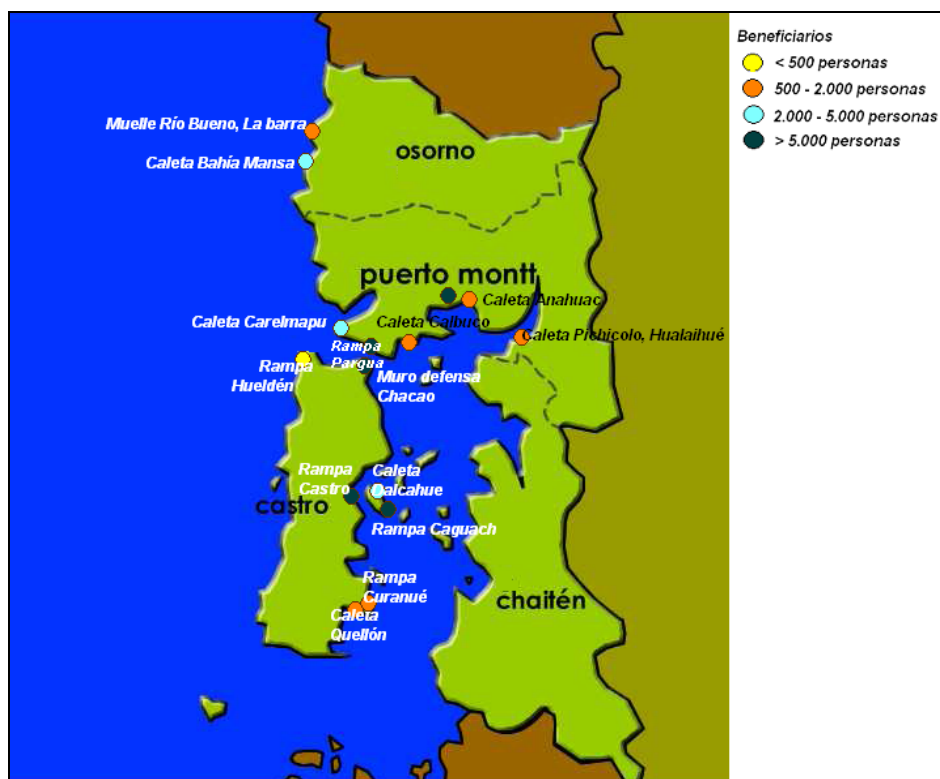 Beneficiarios
< 500 personas
500 - 2.000 personas
2.000 - 5.000 personas
> 5.000 personas
Muelle Río Bueno, La barra
osorno
Caleta Bahía Mansa
puerto montt
Caleta Anahuac
Caleta Carelmapu
Caleta Calbuco
Caleta Pichicolo, Hualaihué
Rampa
Pargua
Rampa
Hueldén
Muro defensa
Chacao
Rampa
Castro
Caleta
Dalcahue
castro
Rampa Caguach
Rampa
Curanué
chaitén
Caleta
Quellón